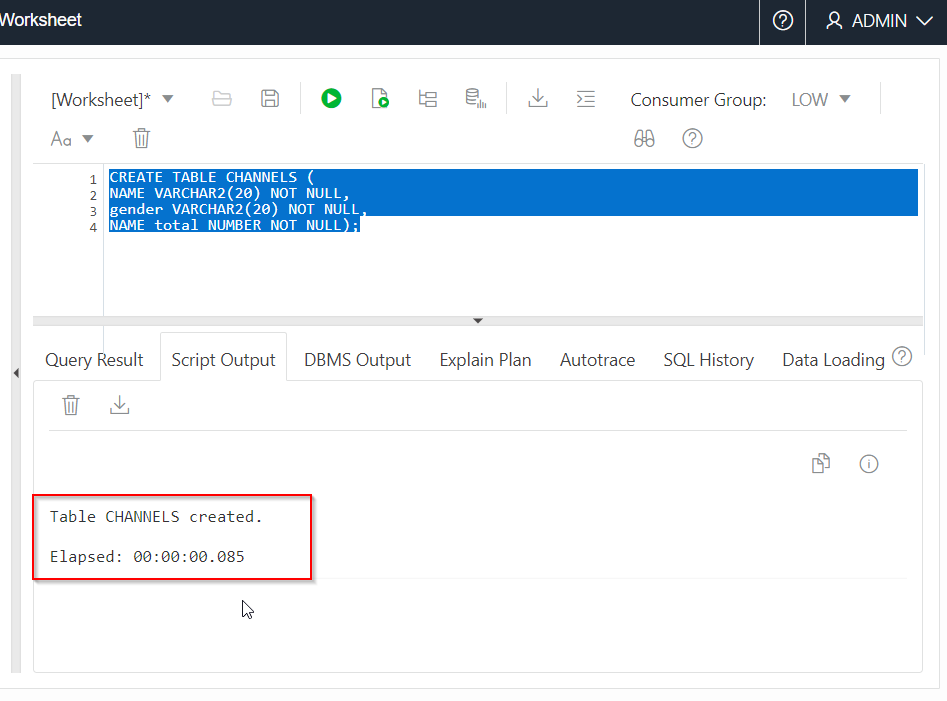 Worksheet
ADMIN
[Worksheet]*
Consumer Group: LOW
Aa
1 CREATE TABLE CHANNELS (
2 NAME VARCHAR2(20) NOT NULL,
3 gender VARCHAR2(20) NOT NULL,
4 NAME total NUMBER NOT NULL);
Query Result Script Output DBMS Output Explain Plan Autotrace SQL History Data Loading
Table CHANNELS created.
Elapsed: 00:00:00.085